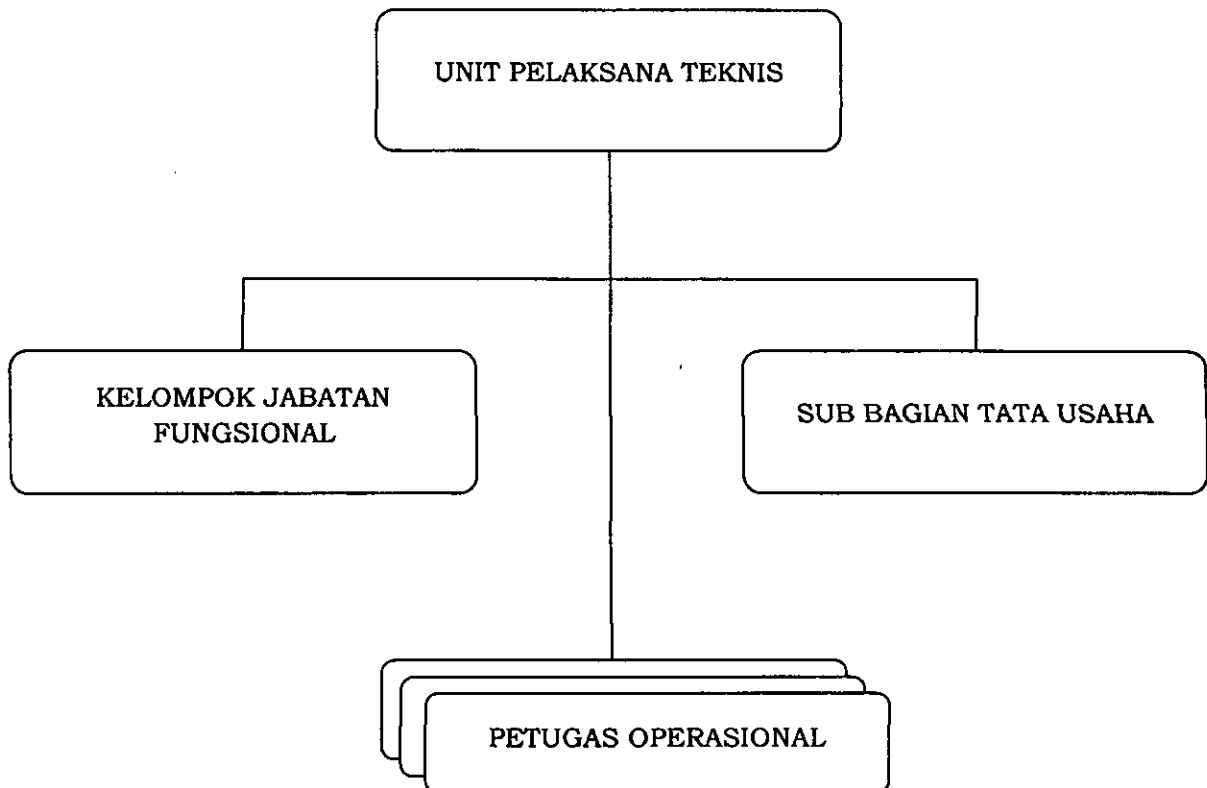 UNIT PELAKSANA TEKNIS
KELOMPOK JABATAN
FUNGSIONAL
SUB BAGIAN TATA USAHA
PETUGAS OPERASIONAL